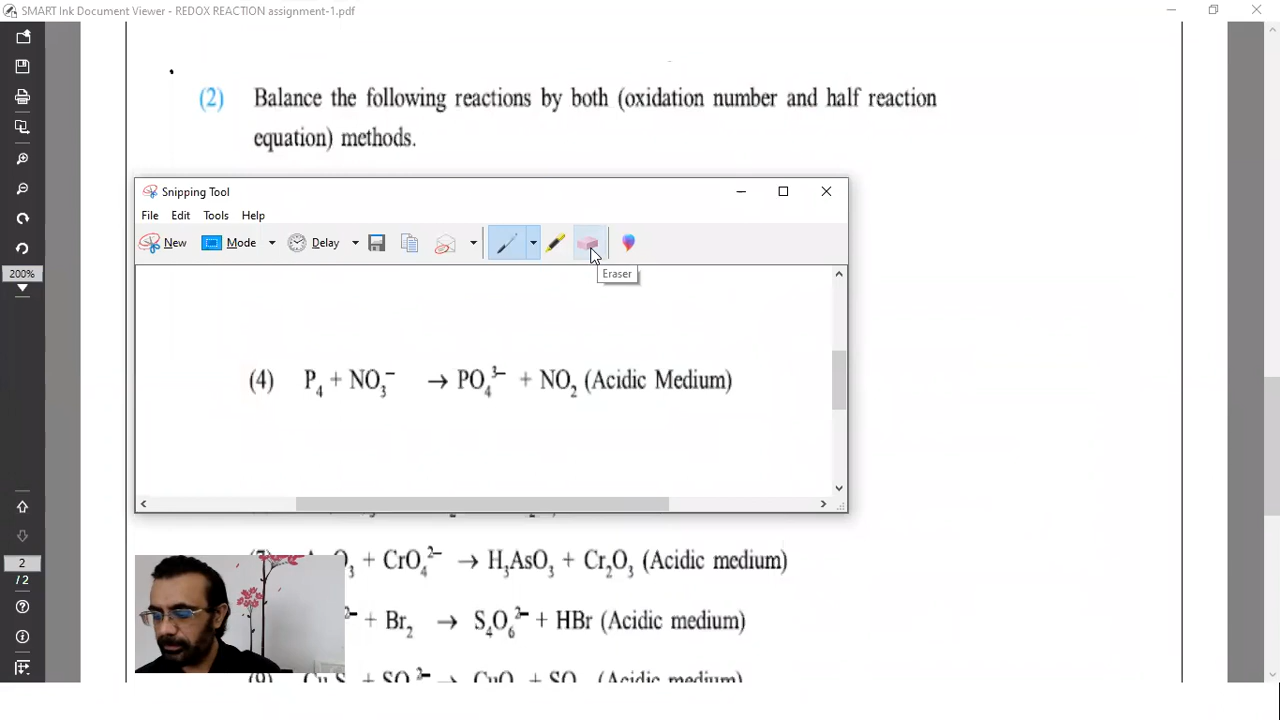 SMART Ink Document Viewer - REDOX REACTION assignment-1.pdf
(2) Balance the following reactions by both (oxidation number and half reaction
equation) methods.
Snipping Tool
File Edit Tools Help
New Mode Delay
Eraser
200%
(4) P₄ + NO₃⁻ → PO₄³⁻ + NO₂ (Acidic Medium)
O₃ + CrO₄²⁻ → H₃AsO₃ + Cr₂O₃ (Acidic medium)
²⁻ + Br₂ → S₄O₆²⁻ + HBr (Acidic medium)
2
/ 2